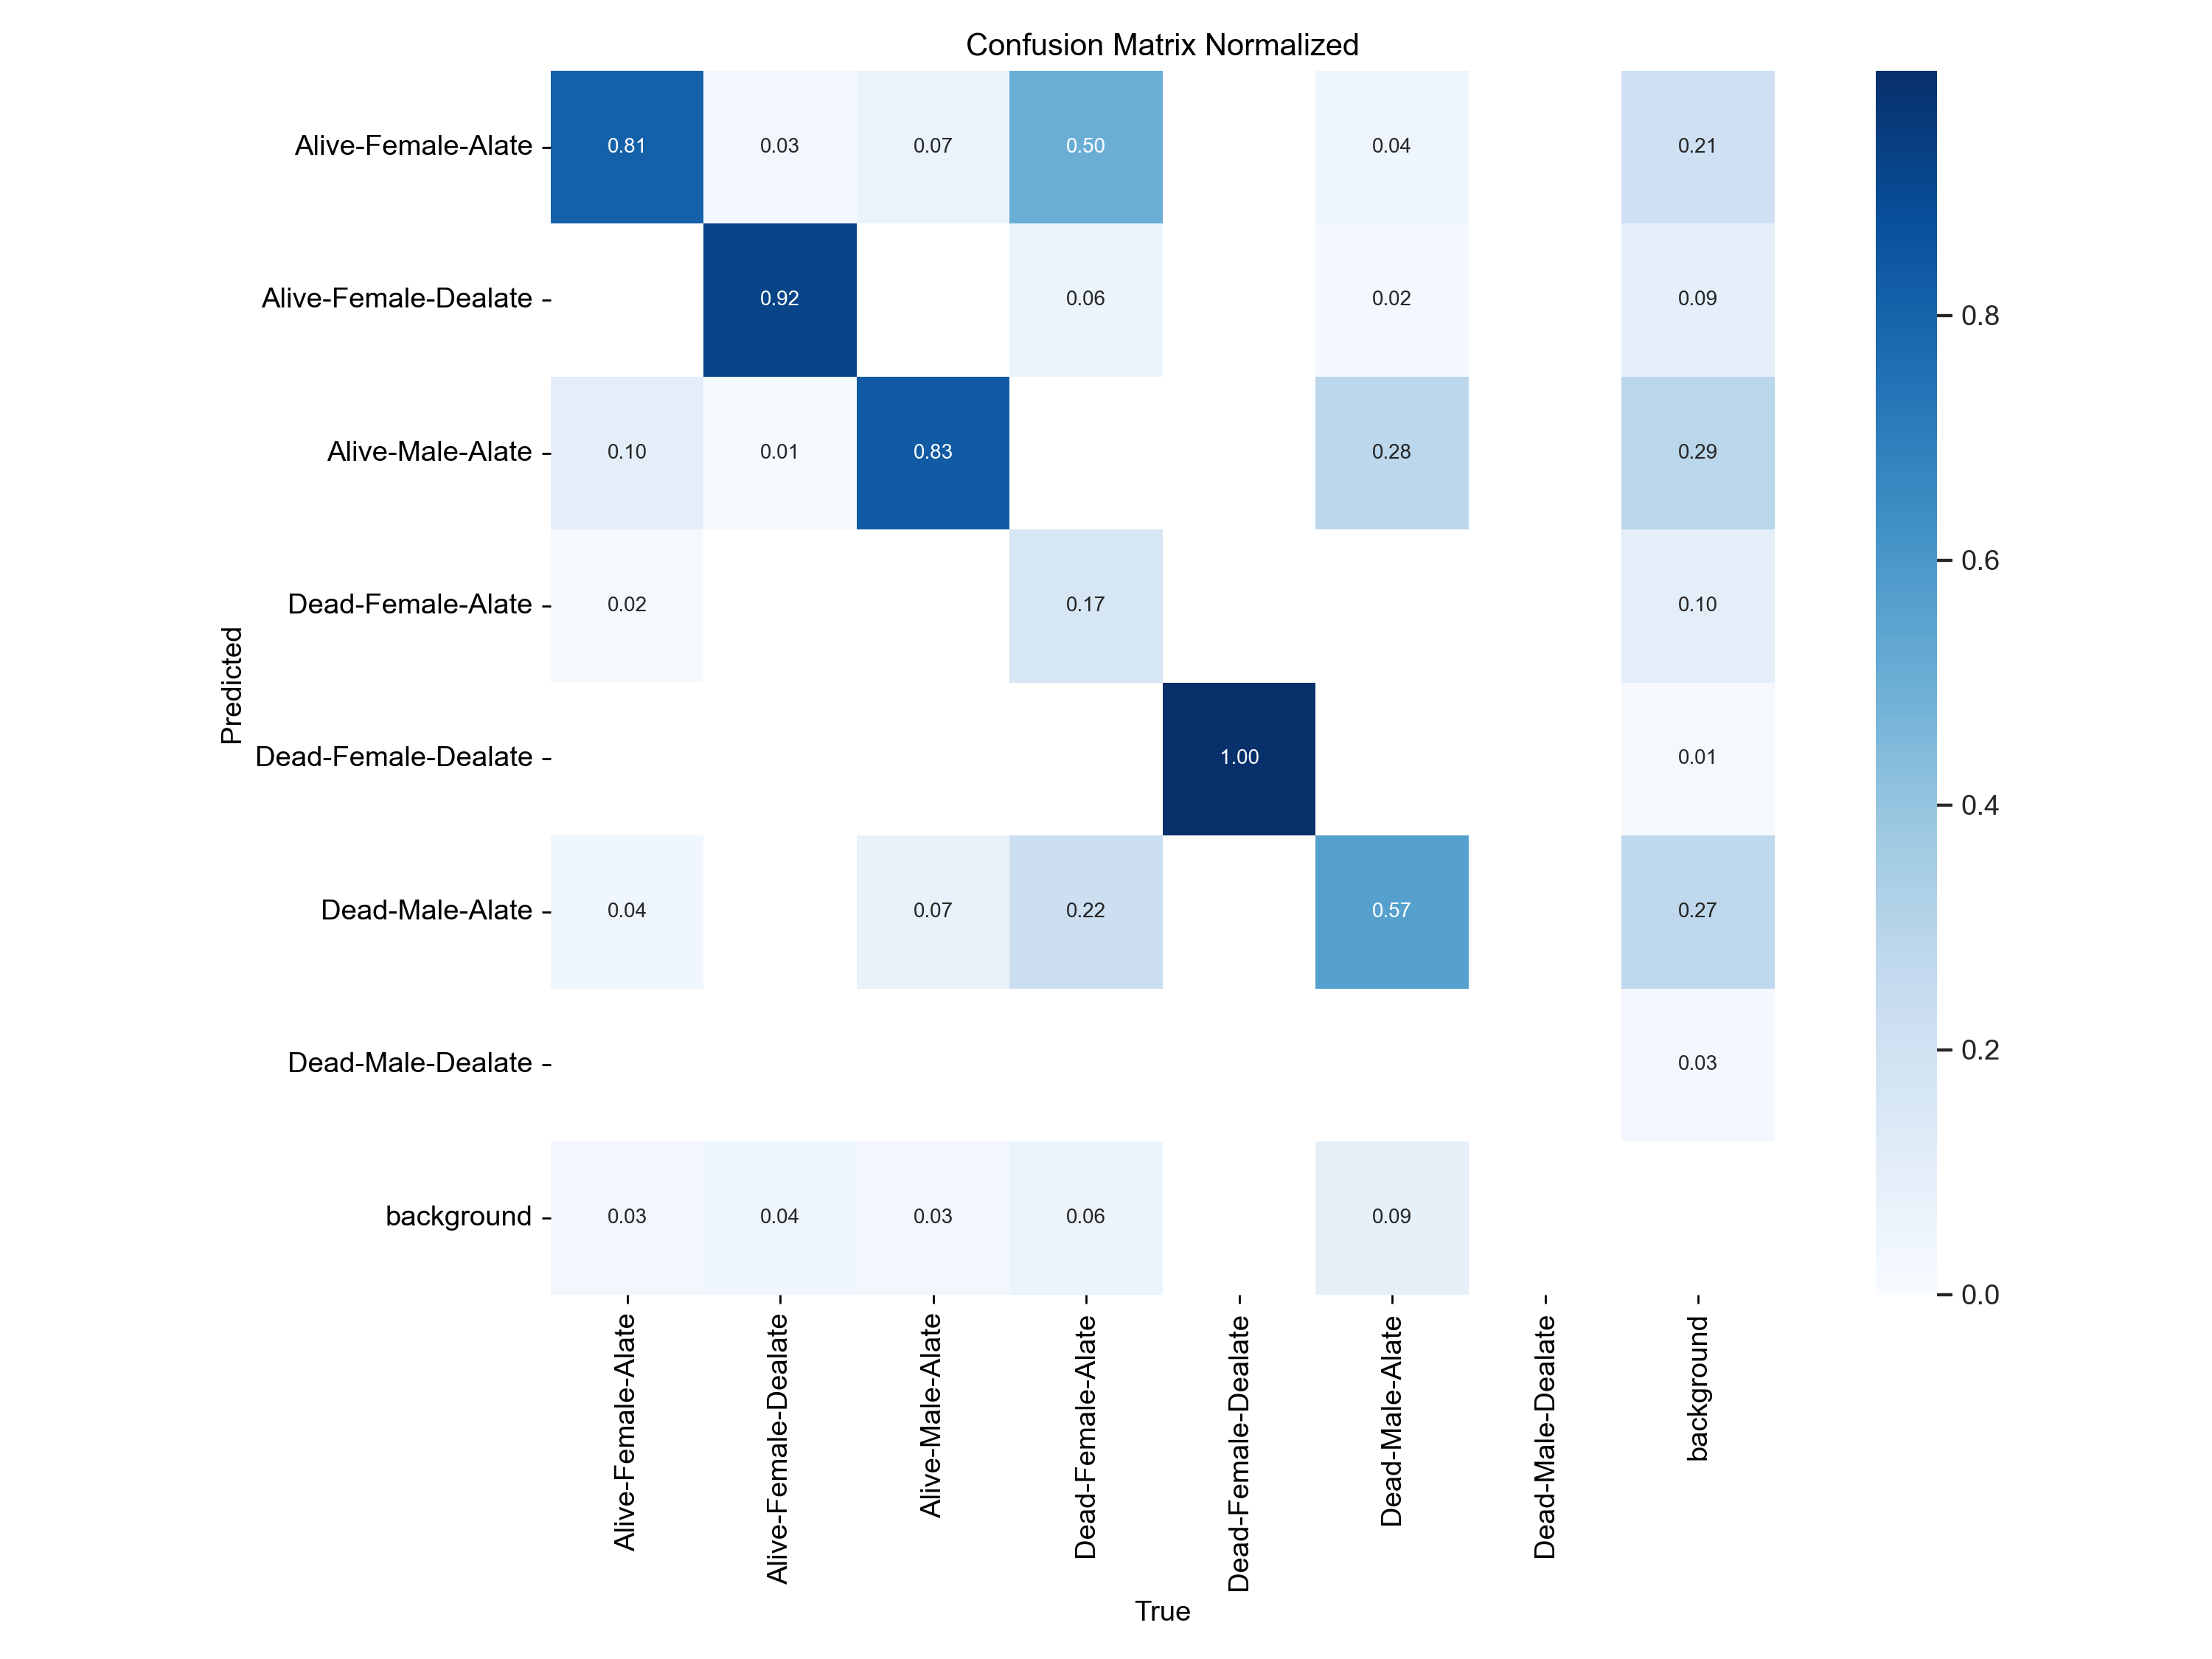 Confusion Matrix Normalized
Alive-Female-Alate 0.81 0.03 0.07 0.50 0.04 0.21
Alive-Female-Dealate 0.92 0.06 0.02 0.09
Alive-Male-Alate 0.10 0.01 0.83 0.28 0.29
Dead-Female-Alate 0.02 0.17 0.10
Dead-Female-Dealate 1.00 0.01
Dead-Male-Alate 0.04 0.07 0.22 0.57 0.27
Dead-Male-Dealate 0.03
background 0.03 0.04 0.03 0.06 0.09
Predicted
Alive-Female-Alate
Alive-Female-Dealate
Alive-Male-Alate
Dead-Female-Alate
Dead-Female-Dealate
Dead-Male-Alate
Dead-Male-Dealate
background
True
0.8
0.6
0.4
0.2
0.0